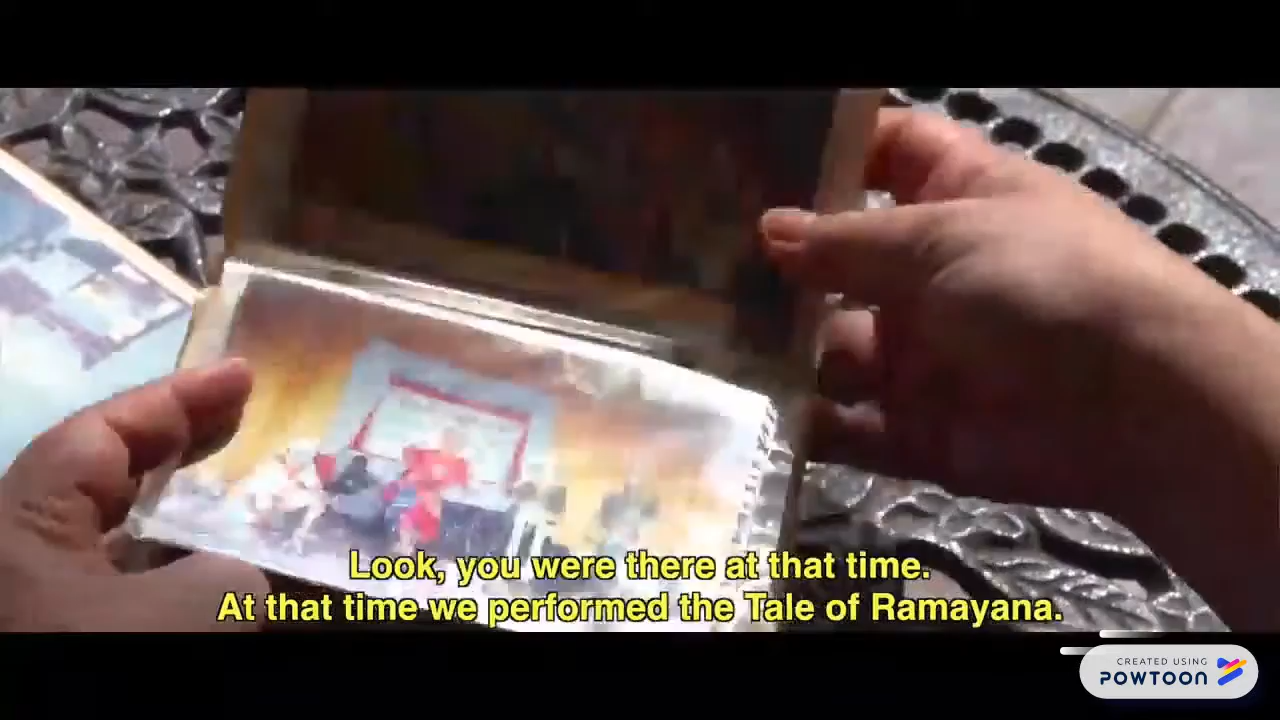 Look, you were there at that time.
At that time we performed the Tale of Ramayana.
CREATED USING
POWTOON